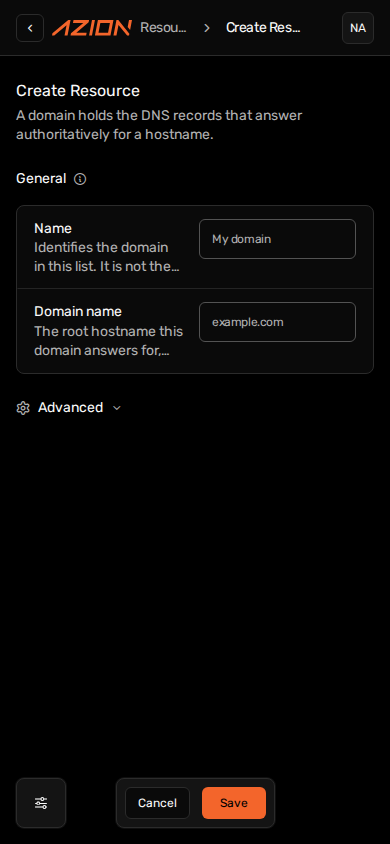 AZION Resou... Create Res... NA
Create Resource
A domain holds the DNS records that answer
authoritatively for a hostname.
General
Name
Identifies the domain
in this list. It is not the...
My domain
Domain name
The root hostname this
domain answers for,...
example.com
Advanced
Cancel Save